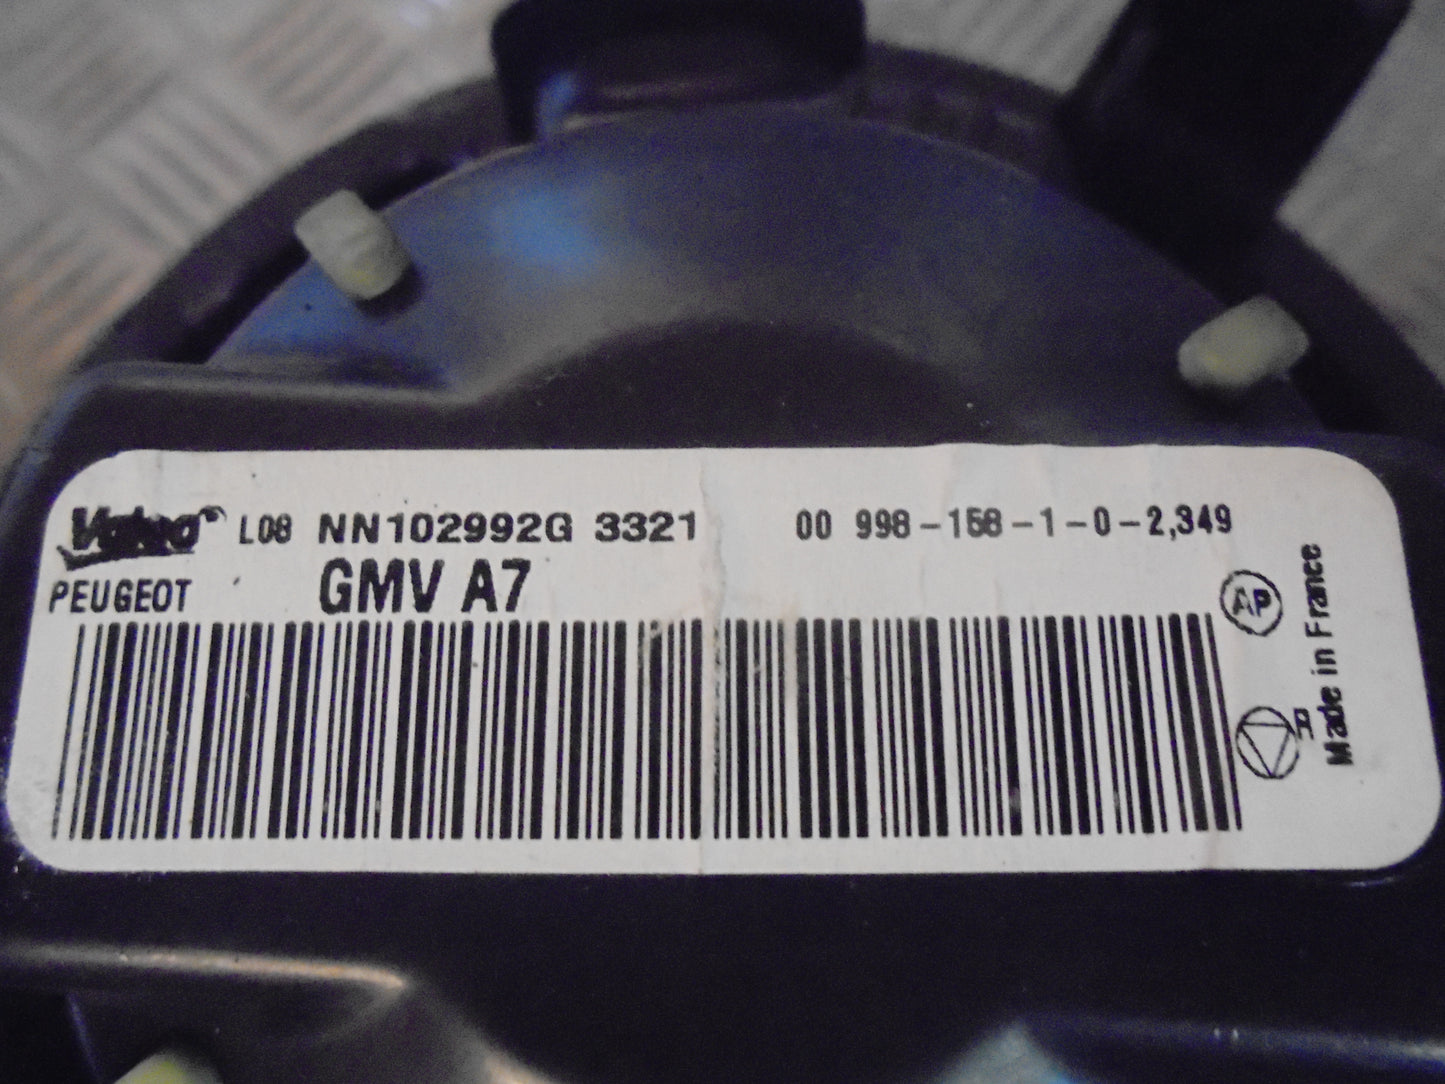 Valeo® L08 NN102992G 3321 00 998-158-1-0-2,349
PEUGEOT GMV A7
AP
R
Made in France